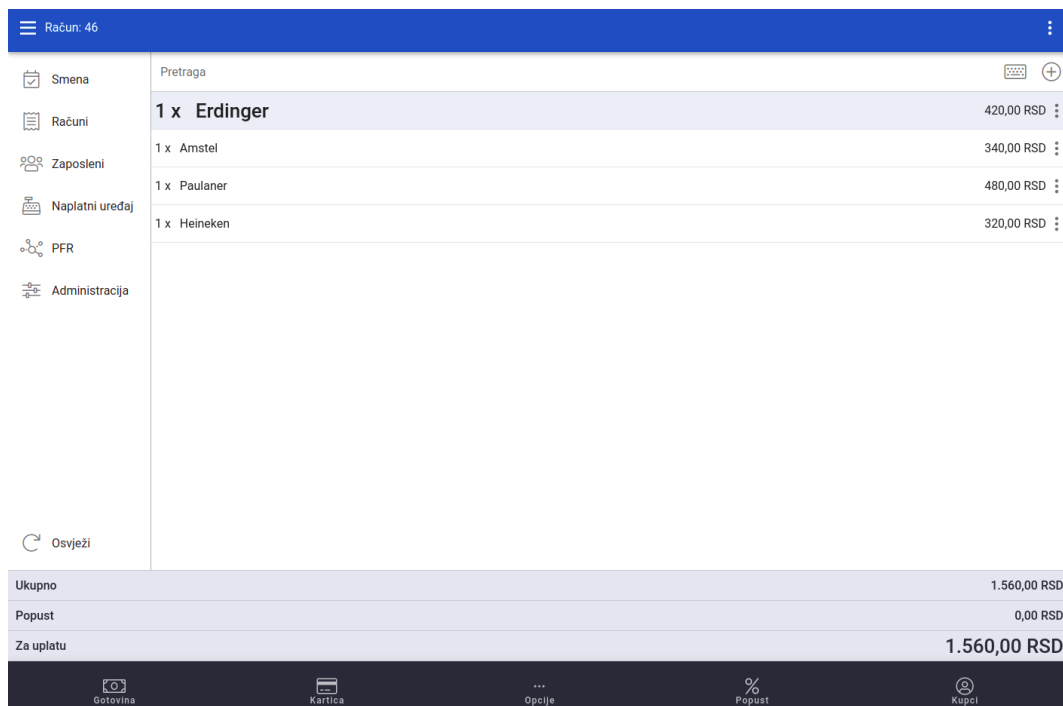 Račun: 46
Smena
Računi
Zaposleni
Naplatni uređaj
PFR
Administracija
Osvježi
Pretraga
1 x Erdinger 420,00 RSD
1 x Amstel 340,00 RSD
1 x Paulaner 480,00 RSD
1 x Heineken 320,00 RSD
Ukupno 1.560,00 RSD
Popust 0,00 RSD
Za uplatu 1.560,00 RSD
Gotovina Kartica Opcije Popust Kupci